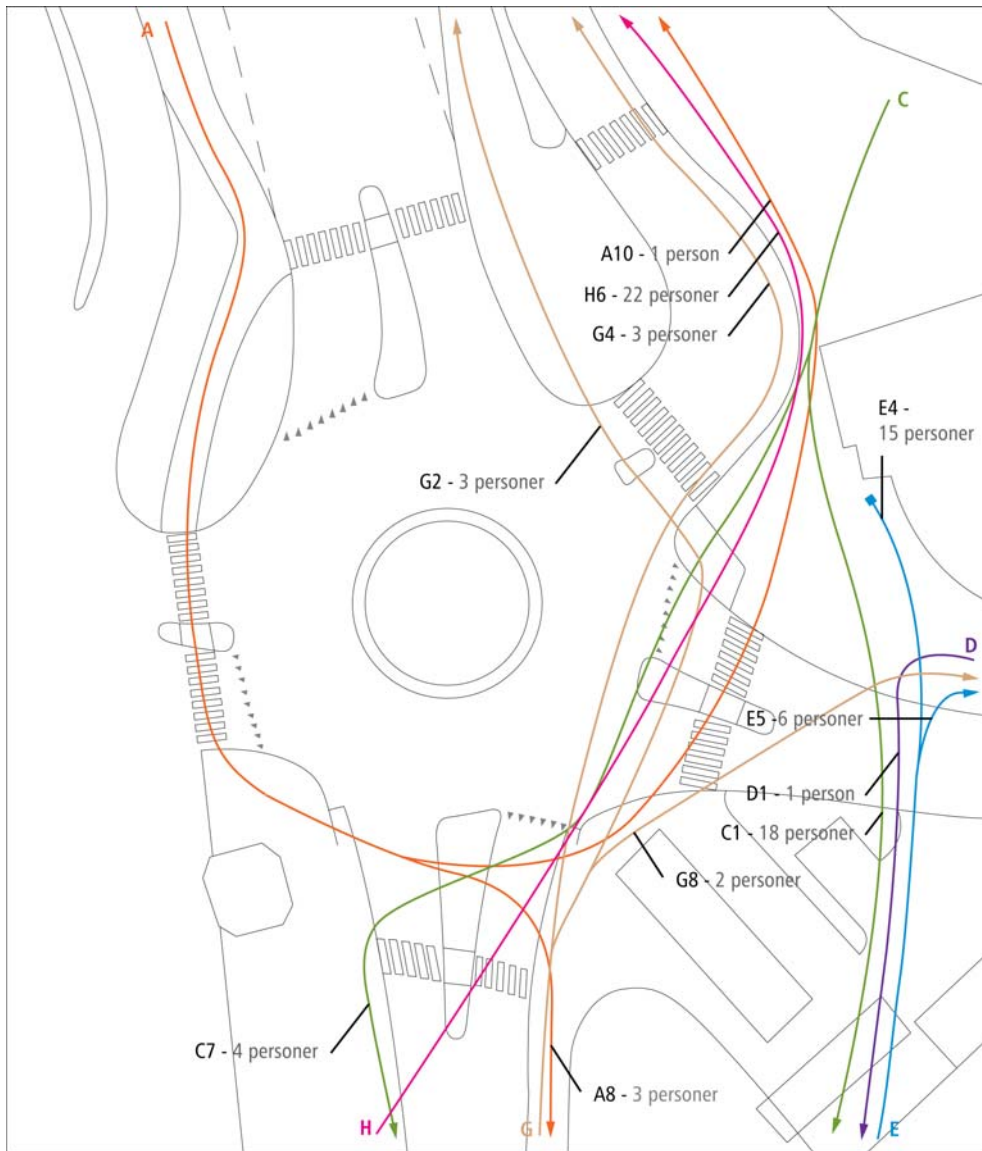 A
C
A10 - 1 person
H6 - 22 personer
G4 - 3 personer
E4 -
15 personer
G2 - 3 personer
D
E5 -6 personer
D1 - 1 person
C1 - 18 personer
G8 - 2 personer
C7 - 4 personer
A8 - 3 personer
H
G
E